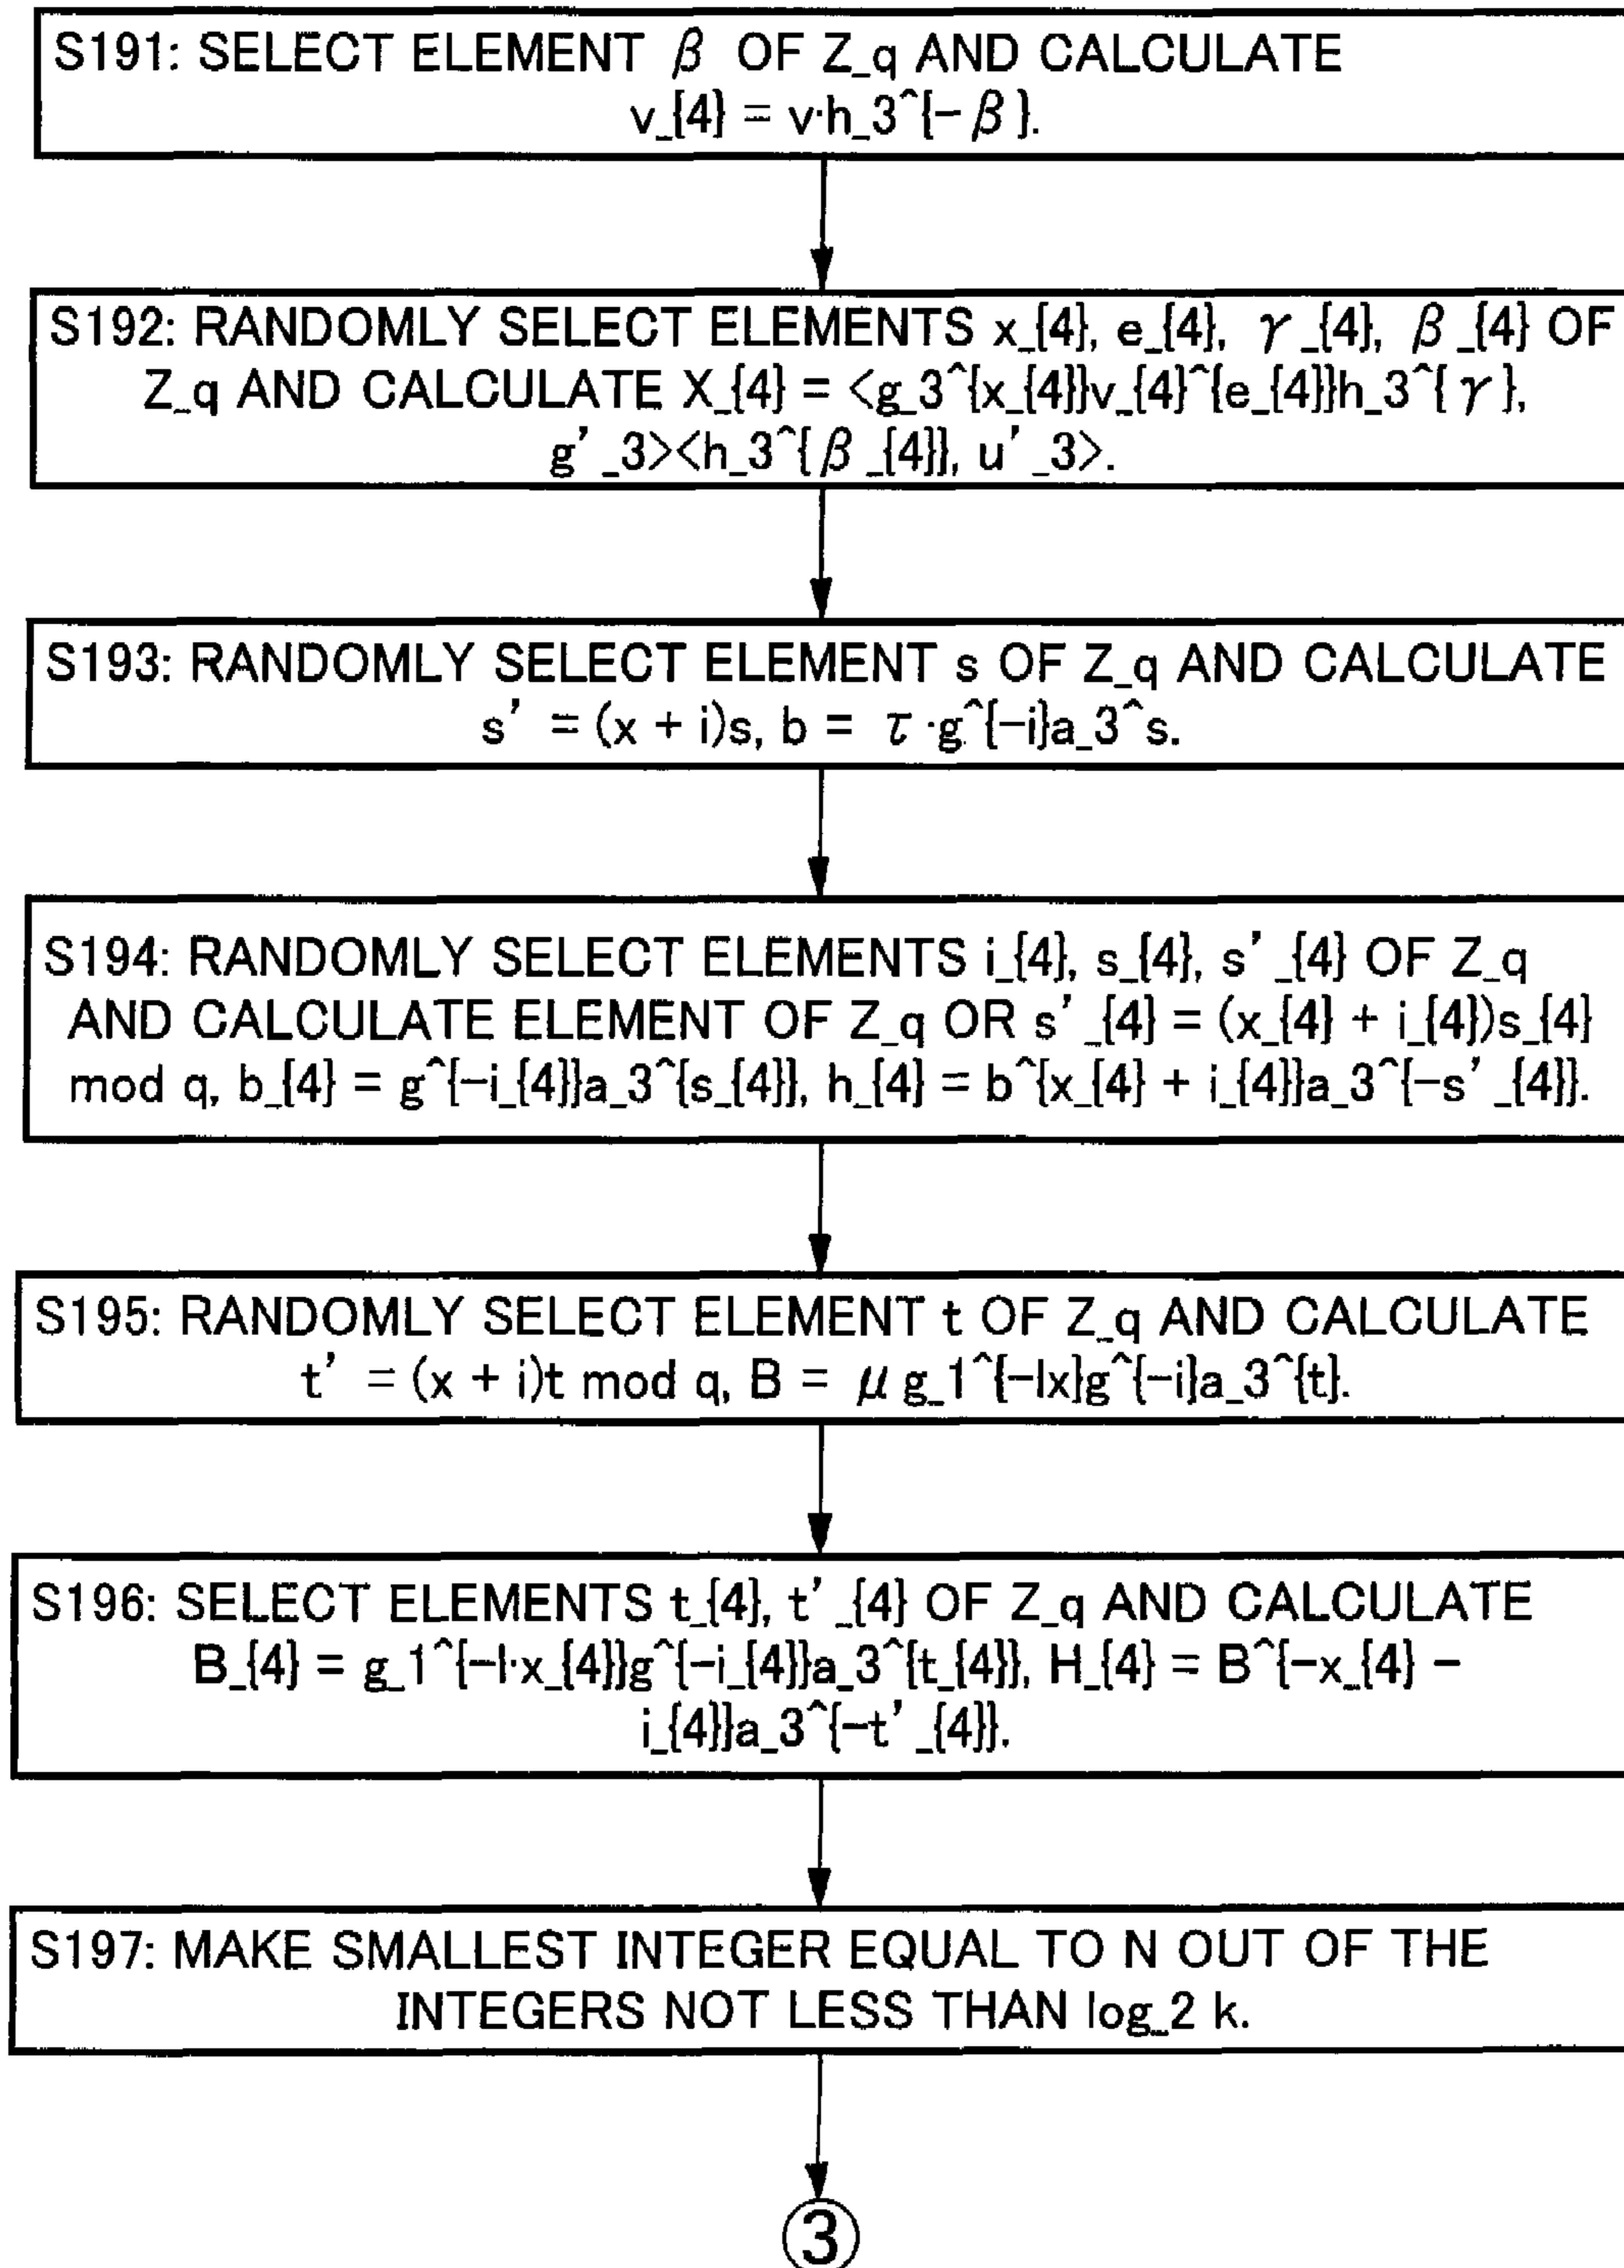 S191: SELECT ELEMENT β OF Z_q AND CALCULATE
v_{4} = v·h_3^{-β}.
S192: RANDOMLY SELECT ELEMENTS x_{4}, e_{4}, γ_{4}, β_{4} OF
Z_q AND CALCULATE X_{4} = <g_3^{x_{4}}v_{4}^{e_{4}}h_3^{γ},
g'_3><h_3^{β_{4}}, u'_3>.
S193: RANDOMLY SELECT ELEMENT s OF Z_q AND CALCULATE
s' = (x + i)s, b = τ·g^{-i}a_3^s.
S194: RANDOMLY SELECT ELEMENTS i_{4}, s_{4}, s'_{4} OF Z_q
AND CALCULATE ELEMENT OF Z_q OR s'_{4} = (x_{4} + i_{4})s_{4}
mod q, b_{4} = g^{-i_{4}}a_3^{s_{4}}, h_{4} = b^{x_{4} + i_{4}}a_3^{-s'_{4}}.
S195: RANDOMLY SELECT ELEMENT t OF Z_q AND CALCULATE
t' = (x + i)t mod q, B = μg_1^{-lx}g^{-i}a_3^{t}.
S196: SELECT ELEMENTS t_{4}, t'_{4} OF Z_q AND CALCULATE
B_{4} = g_1^{-l·x_{4}}g^{-i_{4}}a_3^{t_{4}}, H_{4} = B^{-x_{4} -
i_{4}}a_3^{-t'_{4}}.
S197: MAKE SMALLEST INTEGER EQUAL TO N OUT OF THE
INTEGERS NOT LESS THAN log_2 k.
③